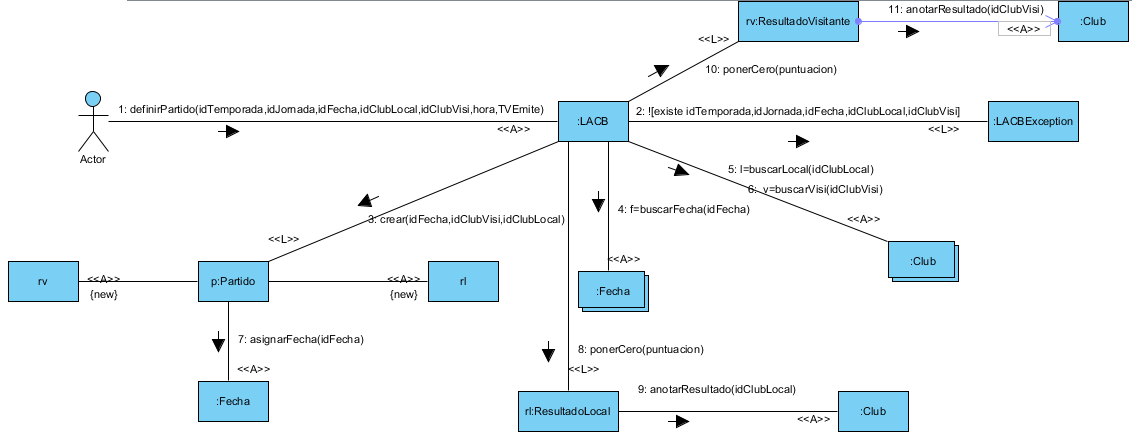 11: anotarResultado(idClubVisi)
rv:ResultadoVisitante
:Club
<<A>>
<<L>>
10: ponerCero(puntuacion)
1: definirPartido(idTemporada,idJornada,idFecha,idClubLocal,idClubVisi,hora,TVEmite)
2: ![existe idTemporada,idJornada,idFecha,idClubLocal,idClubVisi]
:LACB
:LACBException
<<A>>
<<L>>
Actor
5: l=buscarLocal(idClubLocal)
6: v=buscarVisi(idClubVisi)
4: f=buscarFecha(idFecha)
3: crear(idFecha,idClubVisi,idClubLocal)
<<A>>
<<L>>
<<A>>
:Club
rv
<<A>>
{new}
p:Partido
<<A>>
{new}
rl
:Fecha
7: asignarFecha(idFecha)
8: ponerCero(puntuacion)
<<A>>
<<L>>
9: anotarResultado(idClubLocal)
:Fecha
rl:ResultadoLocal
<<A>>
:Club